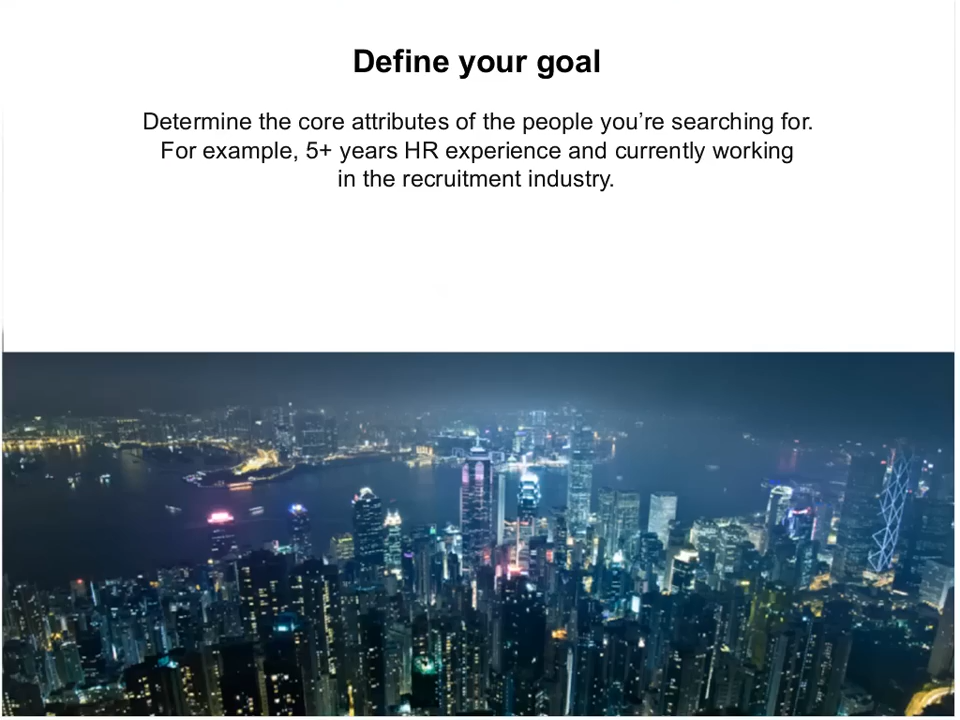 Define your goal
Determine the core attributes of the people you’re searching for.
For example, 5+ years HR experience and currently working
in the recruitment industry.